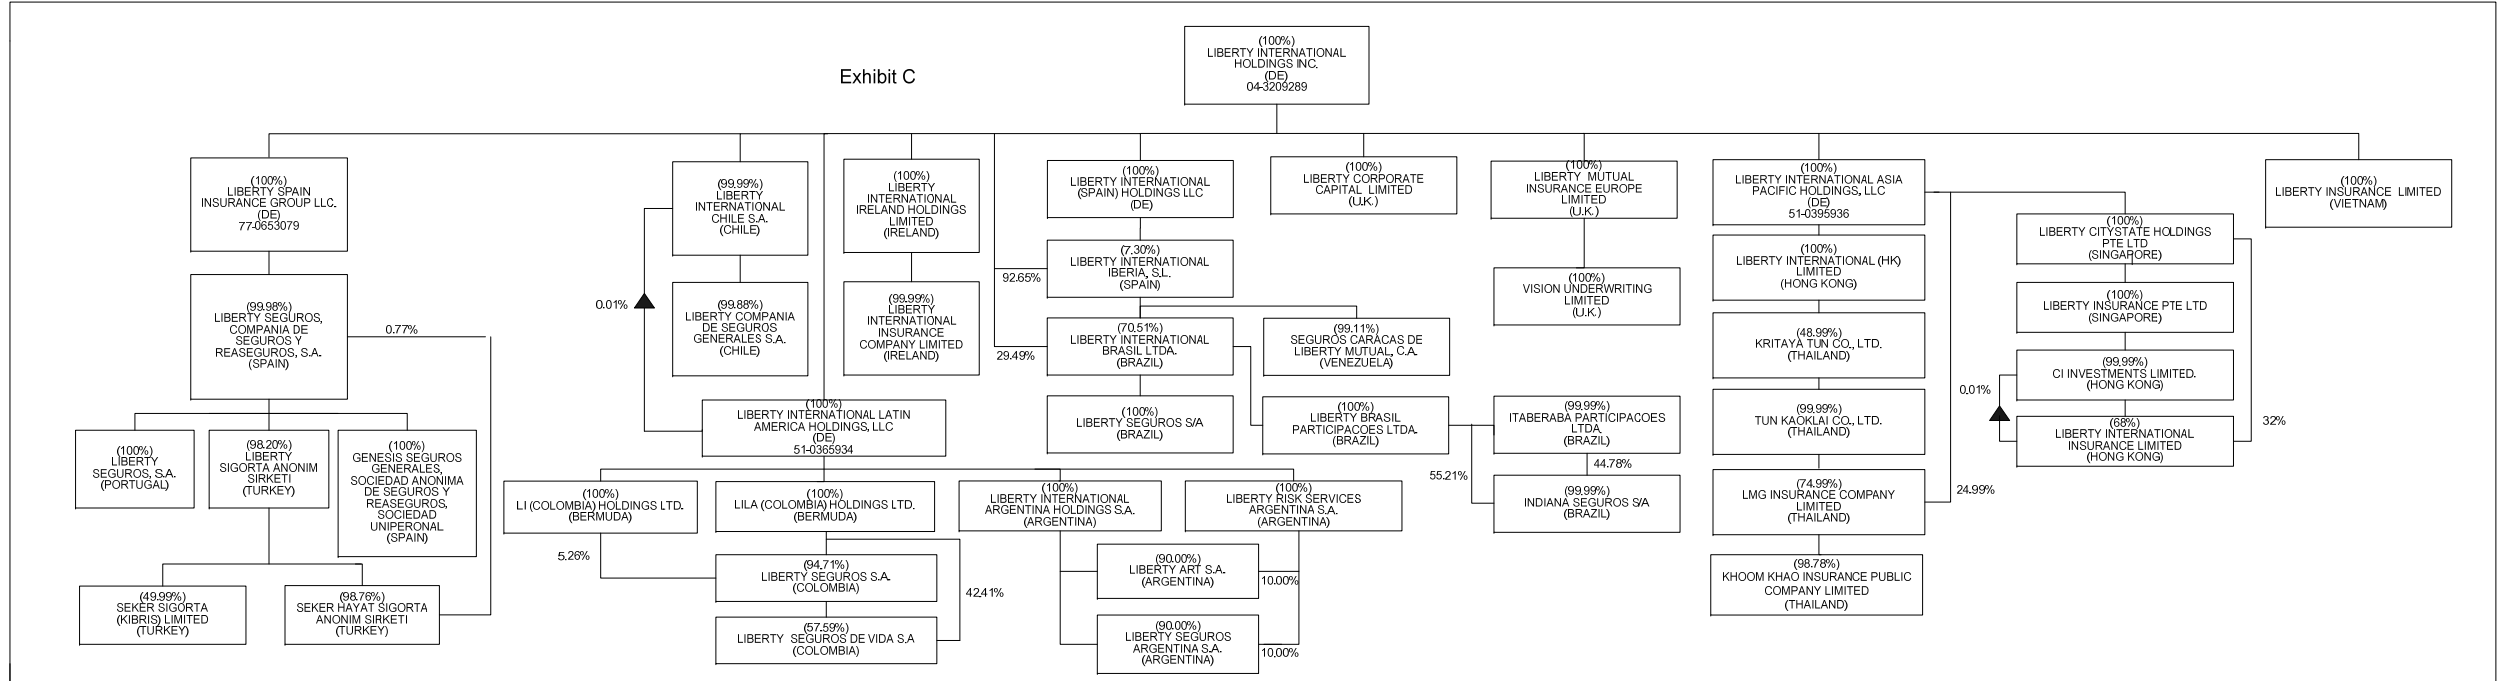 Exhibit C
(100%)
LIBERTY INTERNATIONAL
HOLDINGS INC.
(DE)
04-3209289
(100%)
LIBERTY SPAIN
INSURANCE GROUP LLC.
(DE)
77-0653079
(99.98%)
LIBERTY SEGUROS,
COMPANIA DE
SEGUROS Y
REASEGUROS, S.A.
(SPAIN)
0.77%
(100%)
LIBERTY
SEGUROS, S.A.
(PORTUGAL)
(98.20%)
LIBERTY
SIGORTA ANONIM
SIRKETI
(TURKEY)
(100%)
GENESIS SEGUROS
GENERALES,
SOCIEDAD ANONIMA
DE SEGUROS Y
REASEGUROS,
SOCIEDAD
UNIPERONAL
(SPAIN)
(49.99%)
SEKER SIGORTA
(KIBRIS) LIMITED
(TURKEY)
(98.76%)
SEKER HAYAT SIGORTA
ANONIM SIRKETI
(TURKEY)
(99.99%)
LIBERTY
INTERNATIONAL
CHILE S.A.
(CHILE)
0.01%
(99.88%)
LIBERTY COMPANIA
DE SEGUROS
GENERALES S.A.
(CHILE)
(100%)
LIBERTY
INTERNATIONAL
IRELAND HOLDINGS
LIMITED
(IRELAND)
(99.99%)
LIBERTY
INTERNATIONAL
INSURANCE
COMPANY LIMITED
(IRELAND)
(100%)
LIBERTY INTERNATIONAL LATIN
AMERICA HOLDINGS, LLC
(DE)
51-0365934
(100%)
LI (COLOMBIA) HOLDINGS LTD.
(BERMUDA)
(100%)
LILA (COLOMBIA) HOLDINGS LTD.
(BERMUDA)
(100%)
LIBERTY INTERNATIONAL
ARGENTINA HOLDINGS S.A.
(ARGENTINA)
(100%)
LIBERTY RISK SERVICES
ARGENTINA S.A.
(ARGENTINA)
5.26%
(94.71%)
LIBERTY SEGUROS S.A.
(COLOMBIA)
42.41%
(57.59%)
LIBERTY SEGUROS DE VIDA S.A
(COLOMBIA)
(90.00%)
LIBERTY ART S.A.
(ARGENTINA)
10.00%
(90.00%)
LIBERTY SEGUROS
ARGENTINA S.A.
(ARGENTINA)
10.00%
(100%)
LIBERTY INTERNATIONAL
(SPAIN) HOLDINGS LLC
(DE)
92.65%
(7.30%)
LIBERTY INTERNATIONAL
IBERIA, S.L.
(SPAIN)
29.49%
(70.51%)
LIBERTY INTERNATIONAL
BRASIL LTDA.
(BRAZIL)
(99.11%)
SEGUROS CARACAS DE
LIBERTY MUTUAL, C.A.
(VENEZUELA)
(100%)
LIBERTY SEGUROS S/A
(BRAZIL)
(100%)
LIBERTY BRASIL
PARTICIPACOES LTDA.
(BRAZIL)
(99.99%)
ITABERABA PARTICIPACOES
LTDA.
(BRAZIL)
55.21%
44.78%
(99.99%)
INDIANA SEGUROS S/A
(BRAZIL)
(100%)
LIBERTY CORPORATE
CAPITAL LIMITED
(U.K.)
(100%)
LIBERTY MUTUAL
INSURANCE EUROPE
LIMITED
(U.K.)
(100%)
VISION UNDERWRITING
LIMITED
(U.K.)
(100%)
LIBERTY INTERNATIONAL ASIA
PACIFIC HOLDINGS, LLC
(DE)
51-0395936
(100%)
LIBERTY INTERNATIONAL (HK)
LIMITED
(HONG KONG)
(48.99%)
KRITAYA TUN CO., LTD.
(THAILAND)
(99.99%)
TUN KAOKLAI CO., LTD.
(THAILAND)
(74.99%)
LMG INSURANCE COMPANY
LIMITED
(THAILAND)
24.99%
(98.78%)
KHOOM KHAO INSURANCE PUBLIC
COMPANY LIMITED
(THAILAND)
(100%)
LIBERTY CITYSTATE HOLDINGS
PTE LTD
(SINGAPORE)
(100%)
LIBERTY INSURANCE PTE LTD
(SINGAPORE)
(99.99%)
CI INVESTMENTS LIMITED.
(HONG KONG)
0.01%
(68%)
LIBERTY INTERNATIONAL
INSURANCE LIMITED
(HONG KONG)
32%
(100%)
LIBERTY INSURANCE LIMITED
(VIETNAM)